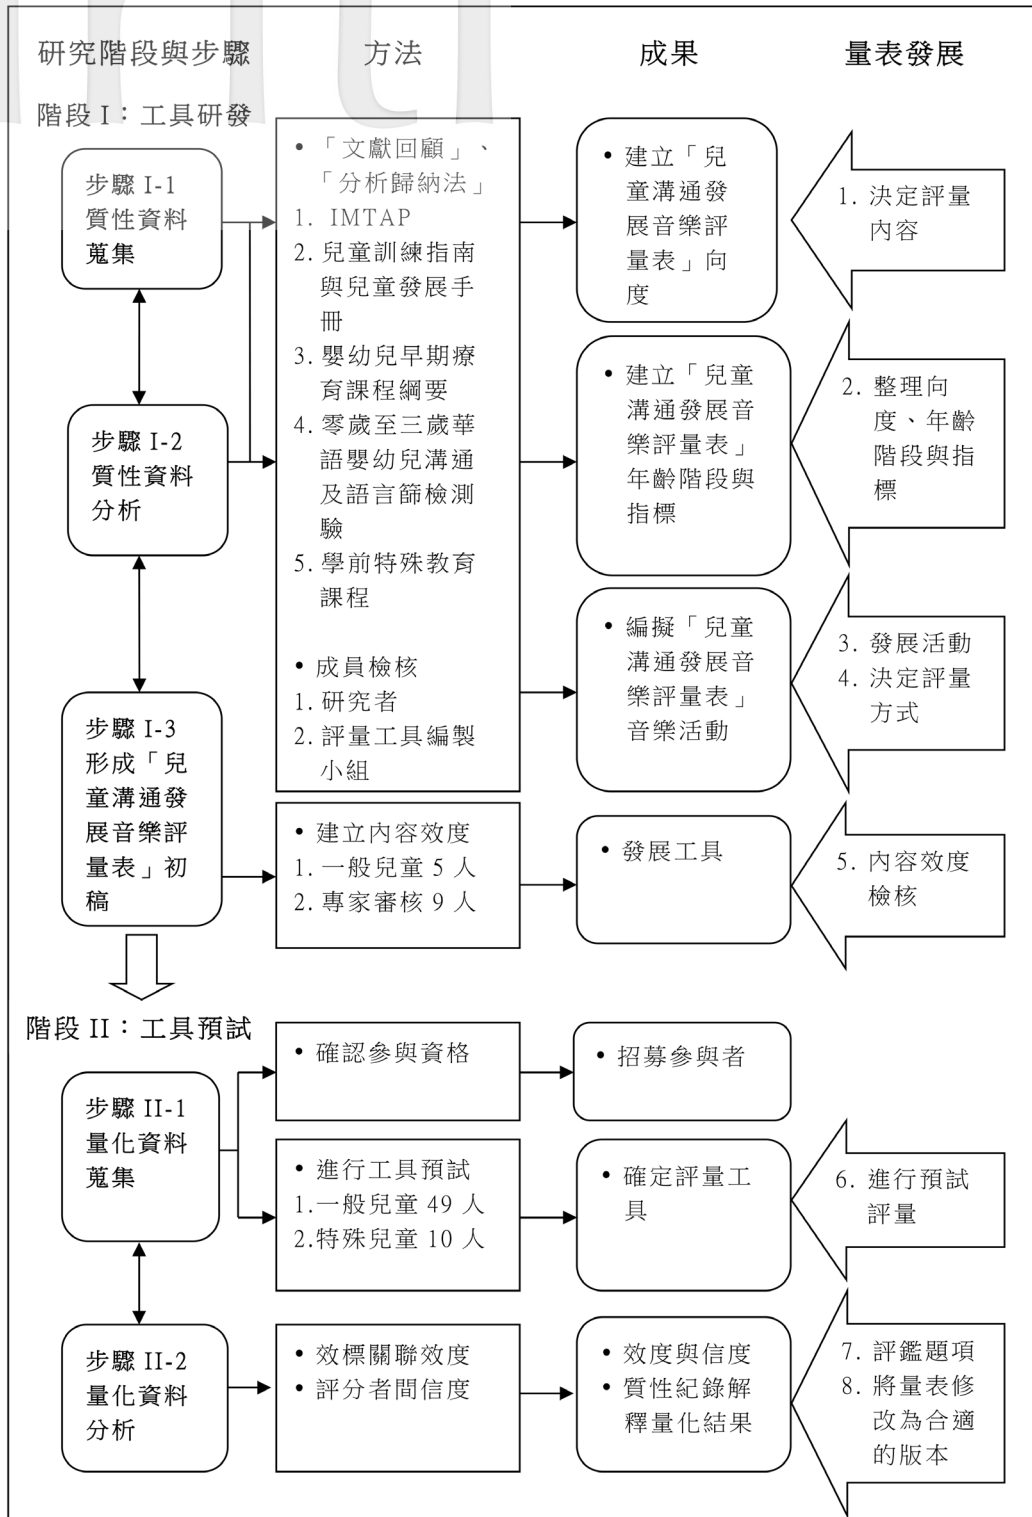 研究階段與步驟
方法
成果
量表發展
階段 I：工具研發
步驟 I-1
質性資料
蒐集
• 「文獻回顧」、
「分析歸納法」
1. IMTAP
2. 兒童訓練指南
與兒童發展手
冊
3. 嬰幼兒早期療
育課程綱要
4. 零歲至三歲華
語嬰幼兒溝通
及語言篩檢測
驗
5. 學前特殊教育
課程
• 成員檢核
1. 研究者
2. 評量工具編製
小組
• 建立「兒
童溝通發
展音樂評
量表」向
度
1. 決定評量
內容
步驟 I-2
質性資料
分析
• 建立「兒童
溝通發展音
樂評量表」
年齡階段與
指標
2. 整理向
度、年齡
階段與指
標
步驟 I-3
形成「兒
童溝通發
展音樂評
量表」初
稿
• 編擬「兒童
溝通發展音
樂評量表」
音樂活動
3. 發展活動
4. 決定評量
方式
• 建立內容效度
1. 一般兒童 5 人
2. 專家審核 9 人
• 發展工具
5. 內容效度
檢核
階段 II：工具預試
步驟 II-1
量化資料
蒐集
• 確認參與資格
• 招募參與者
• 進行工具預試
1.一般兒童 49 人
2.特殊兒童 10 人
• 確定評量工
具
6. 進行預試
評量
步驟 II-2
量化資料
分析
• 效標關聯效度
• 評分者間信度
• 效度與信度
• 質性紀錄解
釋量化結果
7. 評鑑題項
8. 將量表修
改為合適
的版本